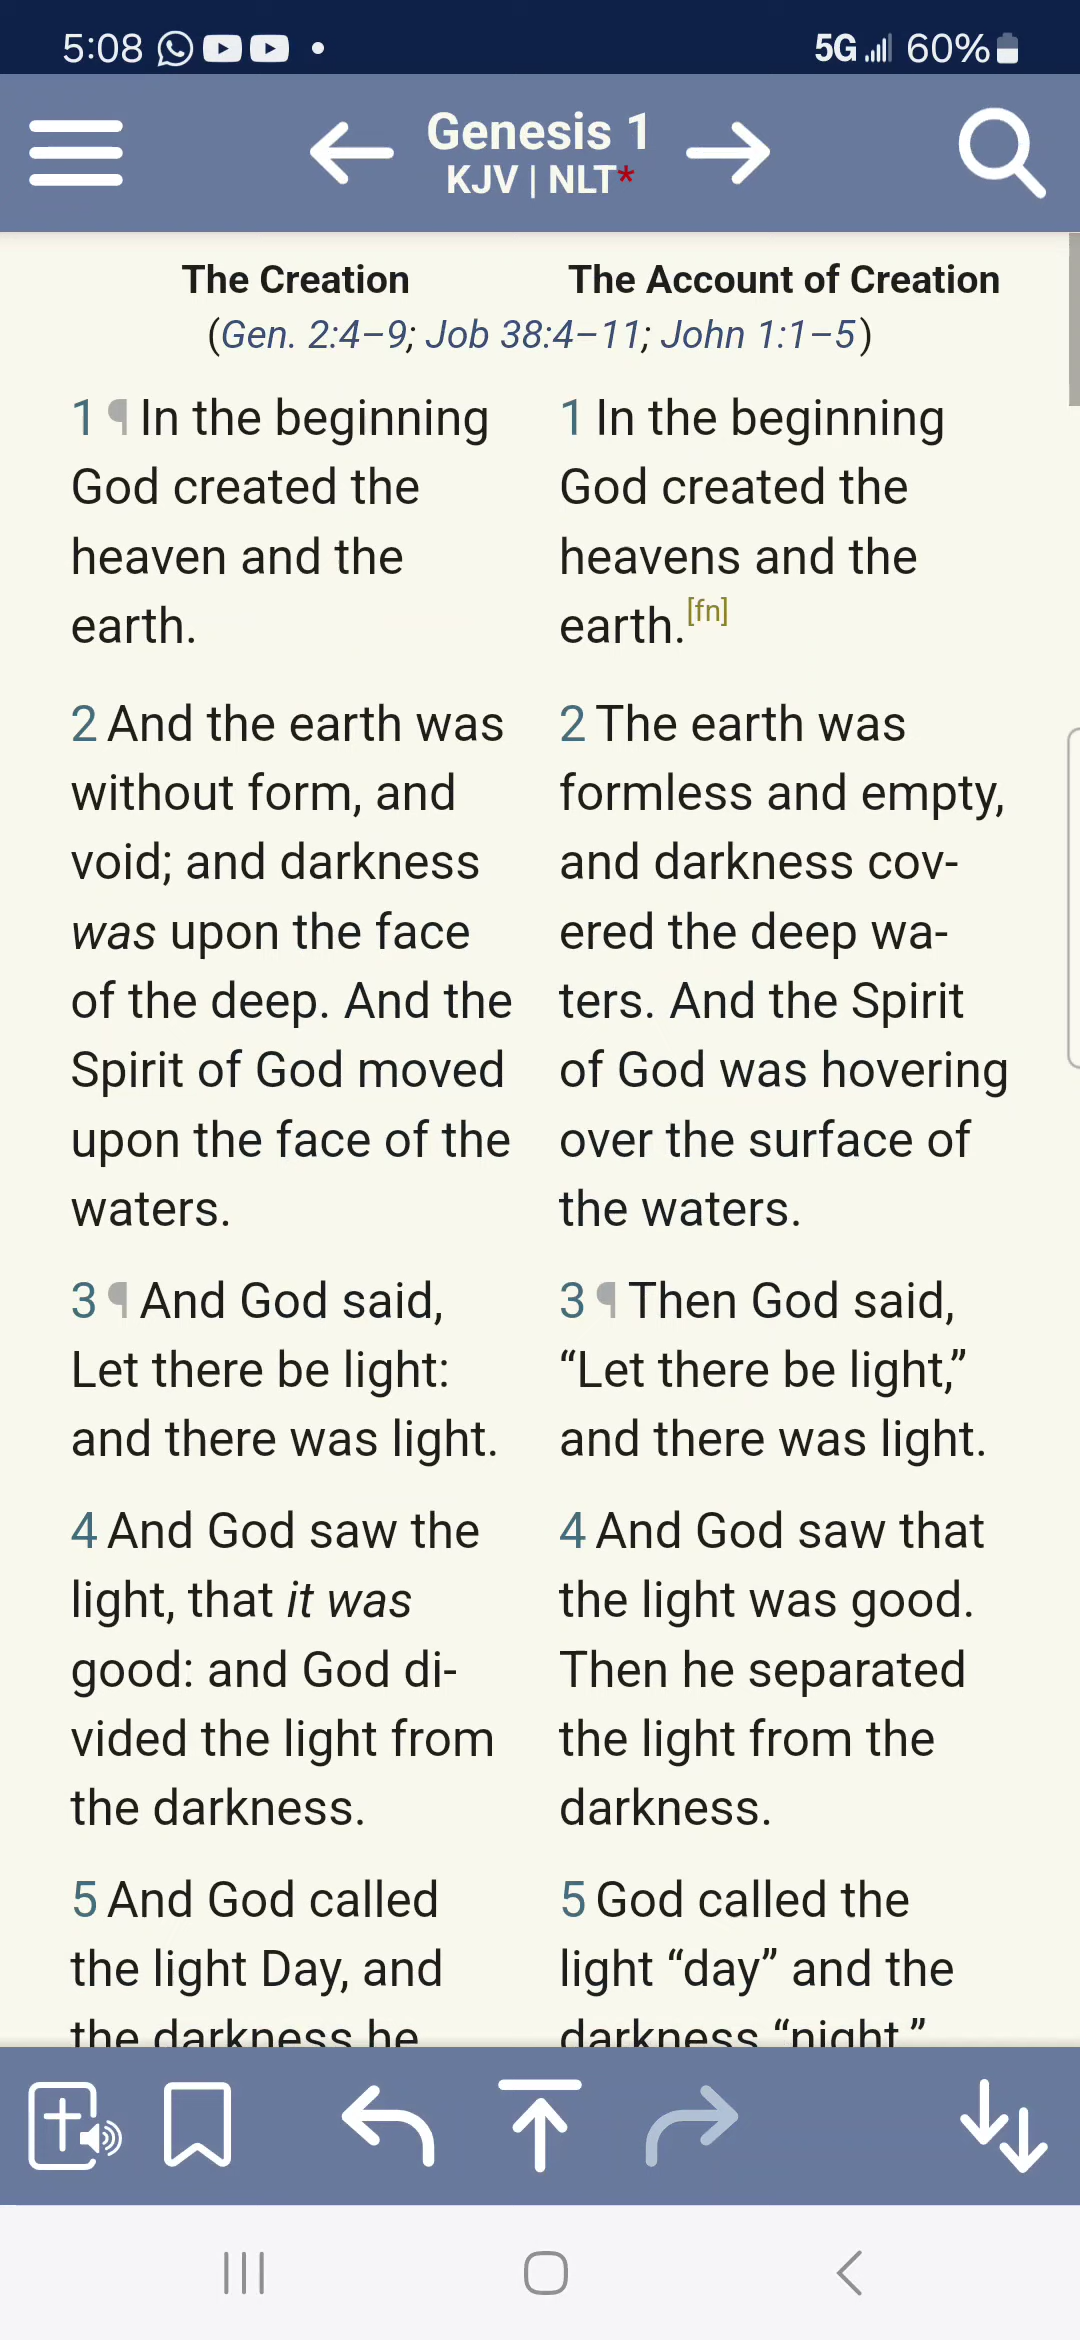 5:08
5G 60%
Genesis 1
KJV | NLT*
The Creation
The Account of Creation
(Gen. 2:4–9; Job 38:4–11; John 1:1–5)
1 ¶ In the beginning
God created the
heaven and the
earth.
2 And the earth was
without form, and
void; and darkness
was upon the face
of the deep. And the
Spirit of God moved
upon the face of the
waters.
3 ¶ And God said,
Let there be light:
and there was light.
4 And God saw the
light, that it was
good: and God di-
vided the light from
the darkness.
5 And God called
the light Day, and
the darkness he
1 In the beginning
God created the
heavens and the
earth.[fn]
2 The earth was
formless and empty,
and darkness cov-
ered the deep wa-
ters. And the Spirit
of God was hovering
over the surface of
the waters.
3 ¶ Then God said,
“Let there be light,”
and there was light.
4 And God saw that
the light was good.
Then he separated
the light from the
darkness.
5 God called the
light “day” and the
darkness “night.”